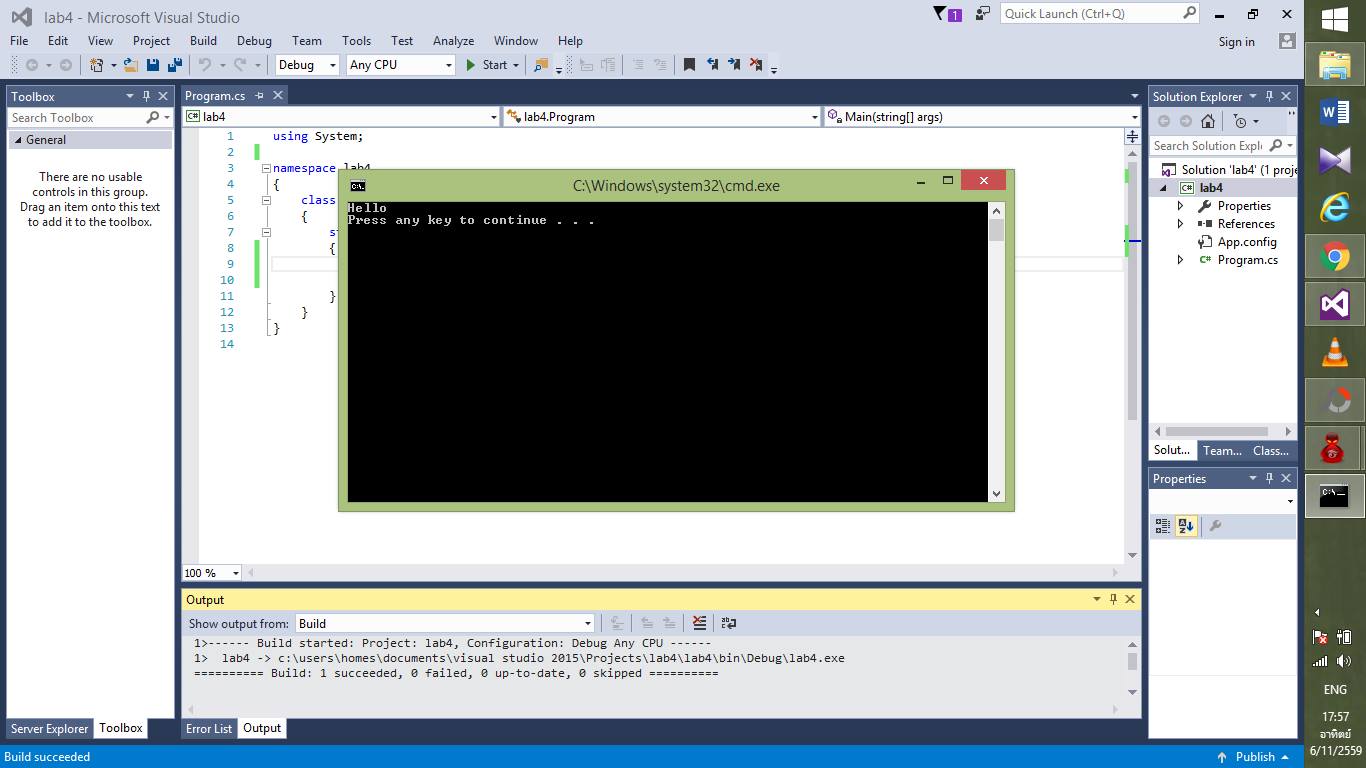 lab4 - Microsoft Visual Studio
1
Quick Launch (Ctrl+Q)
File Edit View Project Build Debug Team Tools Test Analyze Window Help
Sign in
Debug Any CPU Start
Toolbox
Search Toolbox
General
There are no usable
controls in this group.
Drag an item onto this text
to add it to the toolbox.
Server Explorer Toolbox
Program.cs
C# lab4 lab4.Program Main(string[] args)
1 using System;
2
3 namespace lab4
4 {
5 class
6 {
7
8 {
9
10
11 }
12 }
13 }
14
C:\Windows\system32\cmd.exe
Hello
Press any key to continue . . .
100 %
Output
Show output from: Build
1>------ Build started: Project: lab4, Configuration: Debug Any CPU ------
1> lab4 -> c:\users\homes\documents\visual studio 2015\Projects\lab4\lab4\bin\Debug\lab4.exe
========== Build: 1 succeeded, 0 failed, 0 up-to-date, 0 skipped ==========
Error List Output
Solution Explorer
Search Solution Expl
Solution 'lab4' (1 proje
C# lab4
Properties
References
App.config
C# Program.cs
Solut... Team... Class...
Properties
Build succeeded
Publish
ENG
17:57
อาทิตย์
6/11/2559